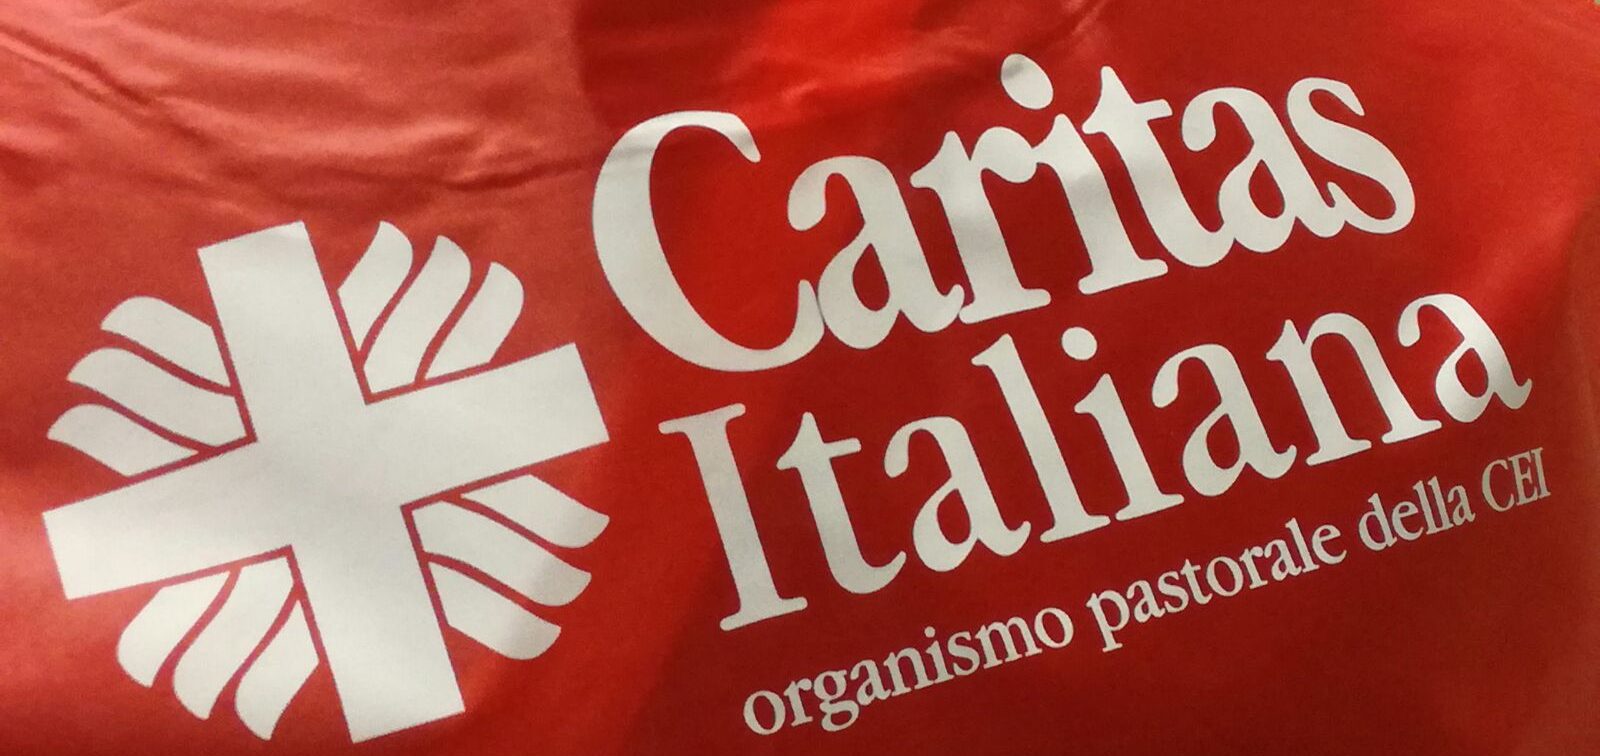 Caritas
Italiana
organismo pastorale della CEI